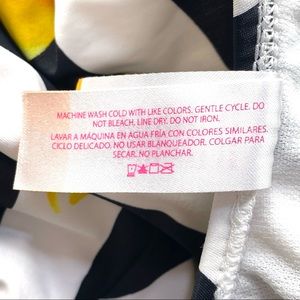 MACHINE WASH COLD WITH LIKE COLORS. GENTLE CYCLE. DO
NOT BLEACH. LINE DRY. DO NOT IRON.
LAVAR A MÁQUINA EN AGUA FRÍA CON COLORES SIMILARES.
CICLO DELICADO. NO USAR BLANQUEADOR. COLGAR PARA
SECAR. NO PLANCHAR.